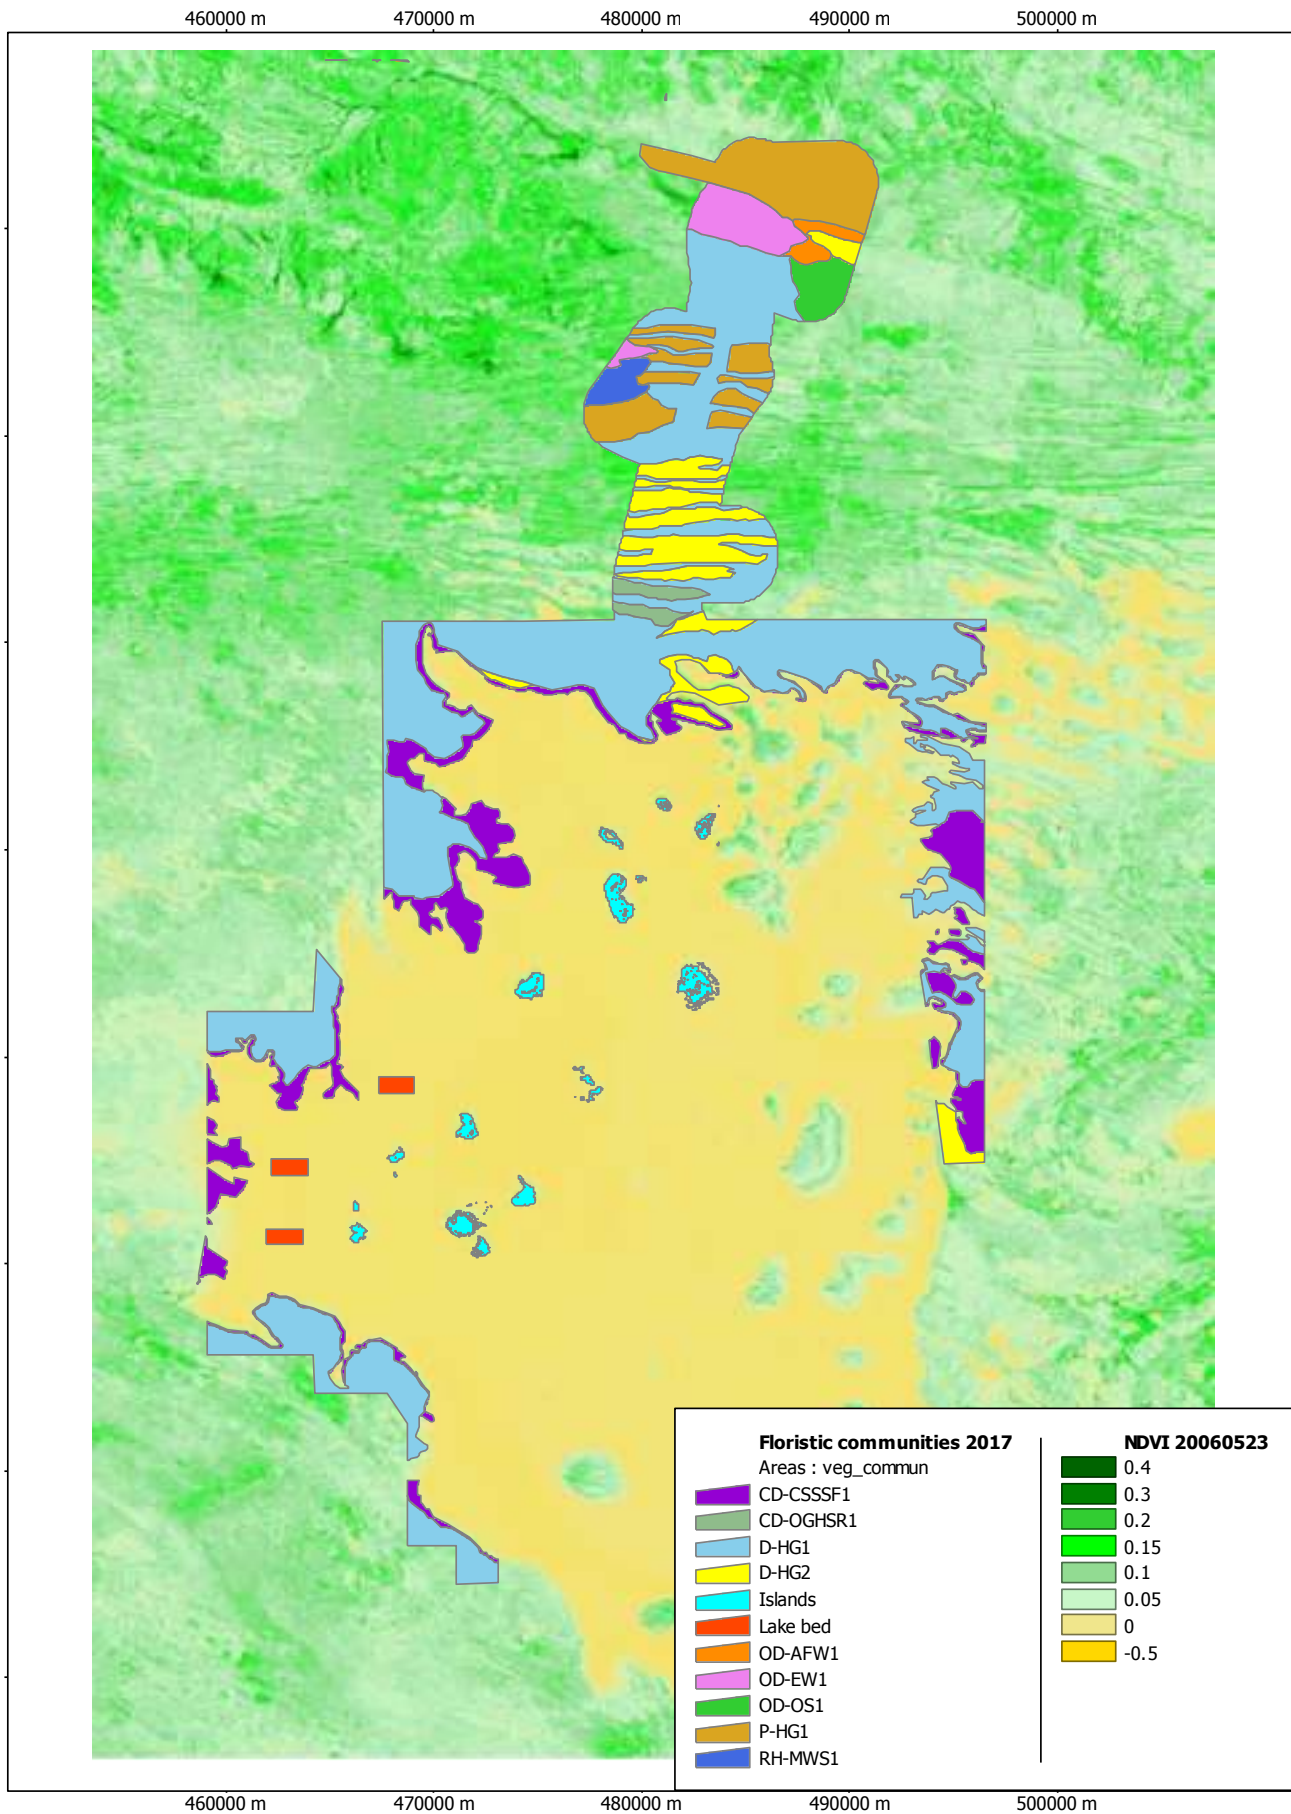 460000 m 470000 m 480000 m 490000 m 500000 m
Floristic communities 2017
Areas : veg_commun
CD-CSSSF1
CD-OGHSR1
D-HG1
D-HG2
Islands
Lake bed
OD-AFW1
OD-EW1
OD-OS1
P-HG1
RH-MWS1
NDVI 20060523
0.4
0.3
0.2
0.15
0.1
0.05
0
-0.5
460000 m 470000 m 480000 m 490000 m 500000 m